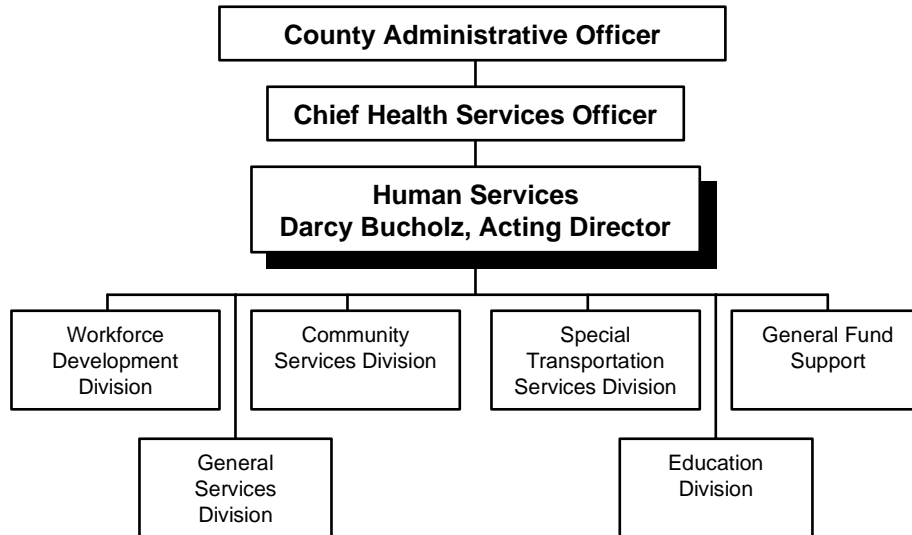 County Administrative Officer
Chief Health Services Officer
Human Services
Darcy Bucholz, Acting Director
Workforce
Development
Division
Community
Services Division
Special
Transportation
Services Division
General Fund
Support
General
Services
Division
Education
Division